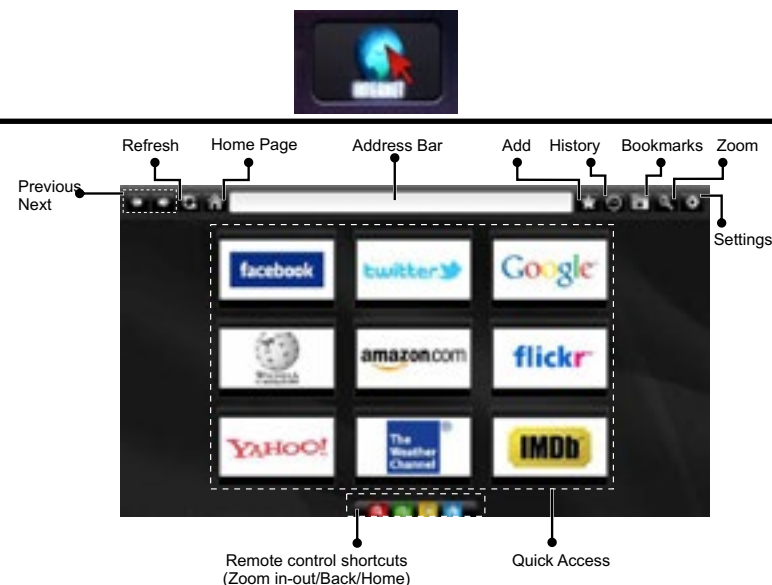 INTERNET
Refresh
Home Page
Address Bar
Add
History
Bookmarks
Zoom
Previous
Next
Settings
facebook
twitter
Google
WIKIPEDIA
amazon.com
flickr
YAHOO!
The
Weather
Channel
IMDb
Remote control shortcuts
(Zoom in-out/Back/Home)
Quick Access